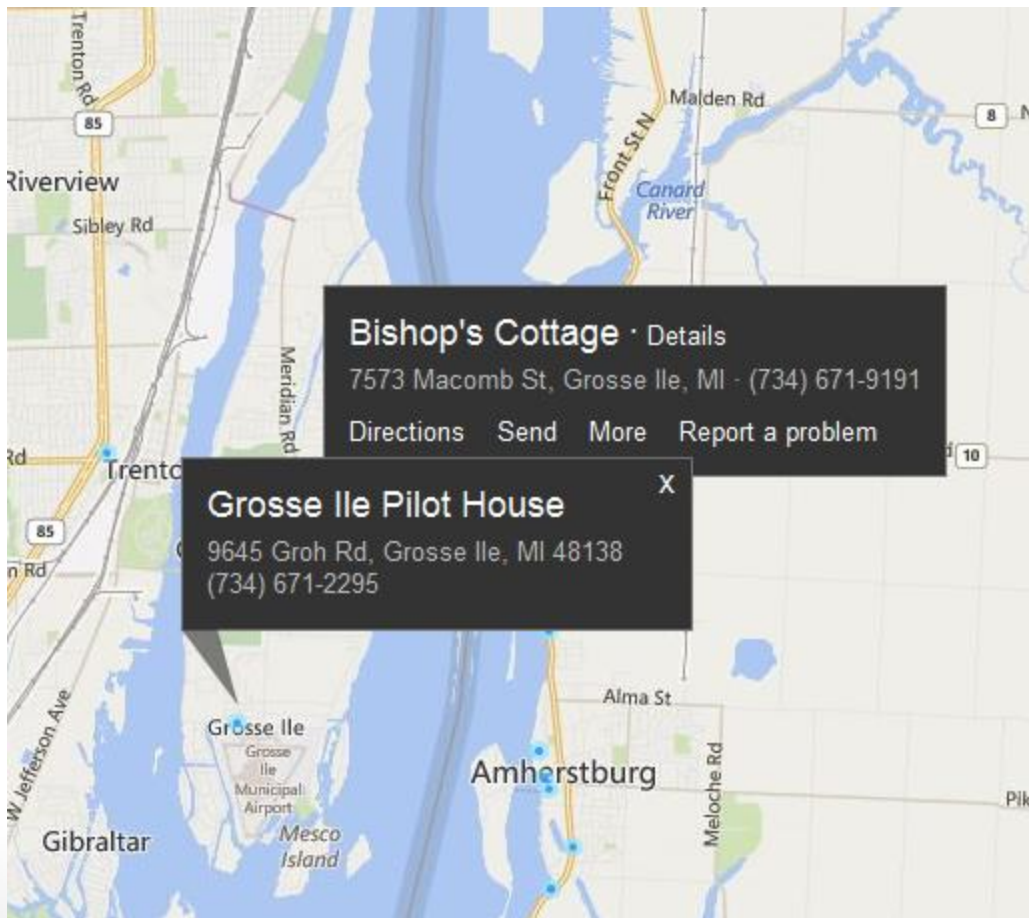 Trenton Rd
85
Malden Rd
8
N
Riverview
Front St N
Canard
River
Sibley Rd
Bishop's Cottage · Details
7573 Macomb St, Grosse Ile, MI · (734) 671-9191
Meridian Rd
Directions Send More Report a problem
Rd
10
Trento
X
Grosse Ile Pilot House
85
9645 Groh Rd, Grosse Ile, MI 48138
n Rd
(734) 671-2295
Alma St
W Jefferson Ave
Grosse Ile
Grosse
Ile
Municipal
Airport
Amherstburg
Meloche Rd
Pik
Gibraltar
Mesco
Island